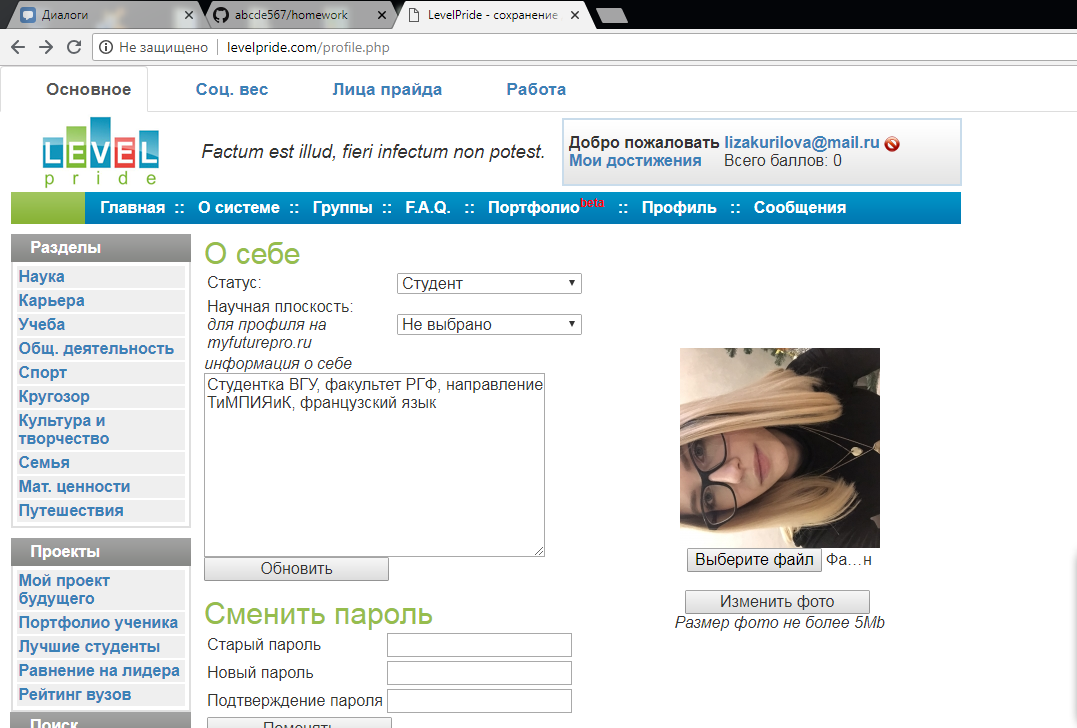 Диалоги
abcde567/homework
LevelPride - сохранение
Не защищено
levelpride.com/profile.php
Основное
Соц. вес
Лица прайда
Работа
LEVEL
pride
Factum est illud, fieri infectum non potest.
Добро пожаловать lizakurilova@mail.ru
Мои достижения Всего баллов: 0
Главная :: О системе :: Группы :: F.A.Q. :: Портфолио beta :: Профиль :: Сообщения
Разделы
Наука
Карьера
Учеба
Общ. деятельность
Спорт
Кругозор
Культура и
творчество
Семья
Мат. ценности
Путешествия
Проекты
Мой проект
будущего
Портфолио ученика
Лучшие студенты
Равнение на лидера
Рейтинг вузов
Поиск
О себе
Статус:
Студент
Научная плоскость:
для профиля на
myfuturepro.ru
Не выбрано
информация о себе
Студентка ВГУ, факультет РГФ, направление
ТиМПИЯиК, французский язык
Обновить
Сменить пароль
Старый пароль
Новый пароль
Подтверждение пароля
Поменять
Выберите файл Фа…н
Изменить фото
Размер фото не более 5Mb